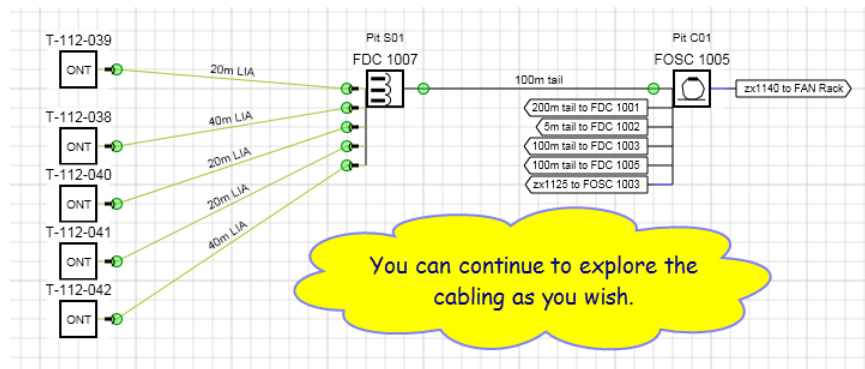 T-112-039
ONT
20m LIA
Pit S01
FDC 1007
100m tail
Pit C01
FOSC 1005
zx1140 to FAN Rack
T-112-038
ONT
40m LIA
200m tail to FDC 1001
5m tail to FDC 1002
100m tail to FDC 1003
100m tail to FDC 1005
zx1125 to FOSC 1003
T-112-040
ONT
20m LIA
T-112-041
ONT
20m LIA
T-112-042
ONT
40m LIA
You can continue to explore the
cabling as you wish.